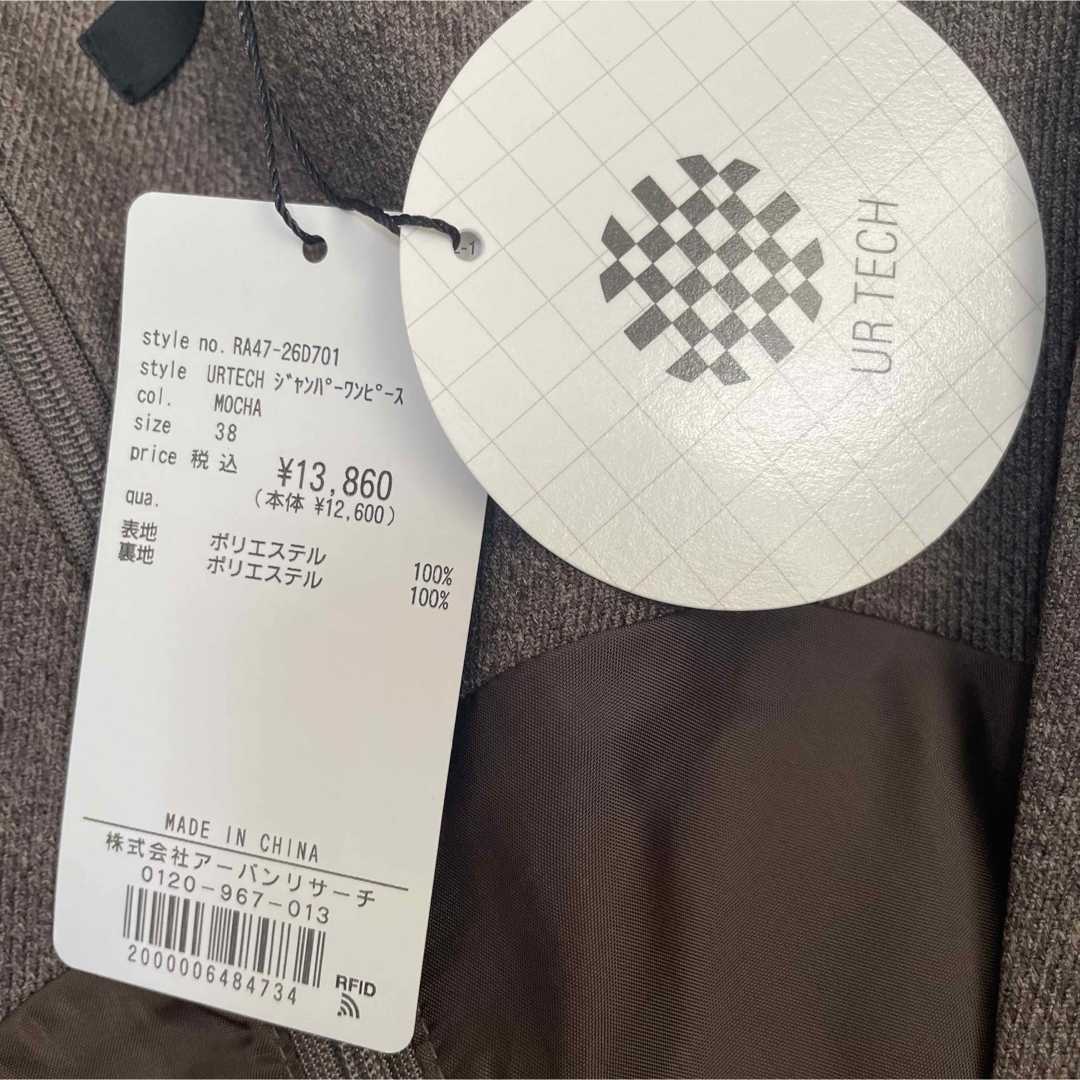 style no. RA47-26D701
style URTECH ｼﾞｬﾝﾊﾟｰﾜﾝﾋﾟｰｽ
col. MOCHA
size 38
price 税込 ¥13,860
(本体 ¥12,600)
qua.
表地 ポリエステル 100%
裏地 ポリエステル 100%
MADE IN CHINA
株式会社アーバンリサーチ
0120-967-013
2000006484734
RFID
UR TECH